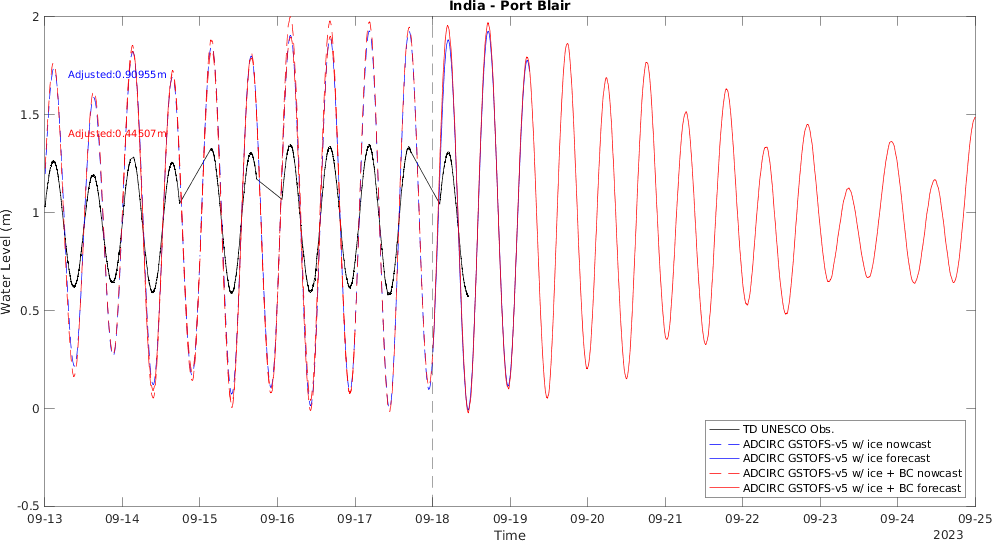 India - Port Blair
Adjusted:0.90955m
Adjusted:0.44607m
Water Level (m)
2
1.5
1
0.5
0
-0.5
TD UNESCO Obs.
ADCIRC GSTOFS-v5 w/ ice nowcast
ADCIRC GSTOFS-v5 w/ ice forecast
ADCIRC GSTOFS-v5 w/ ice + BC nowcast
ADCIRC GSTOFS-v5 w/ ice + BC forecast
09-13 09-14 09-15 09-16 09-17 09-18 09-19 09-20 09-21 09-22 09-23 09-24 09-25
Time
2023